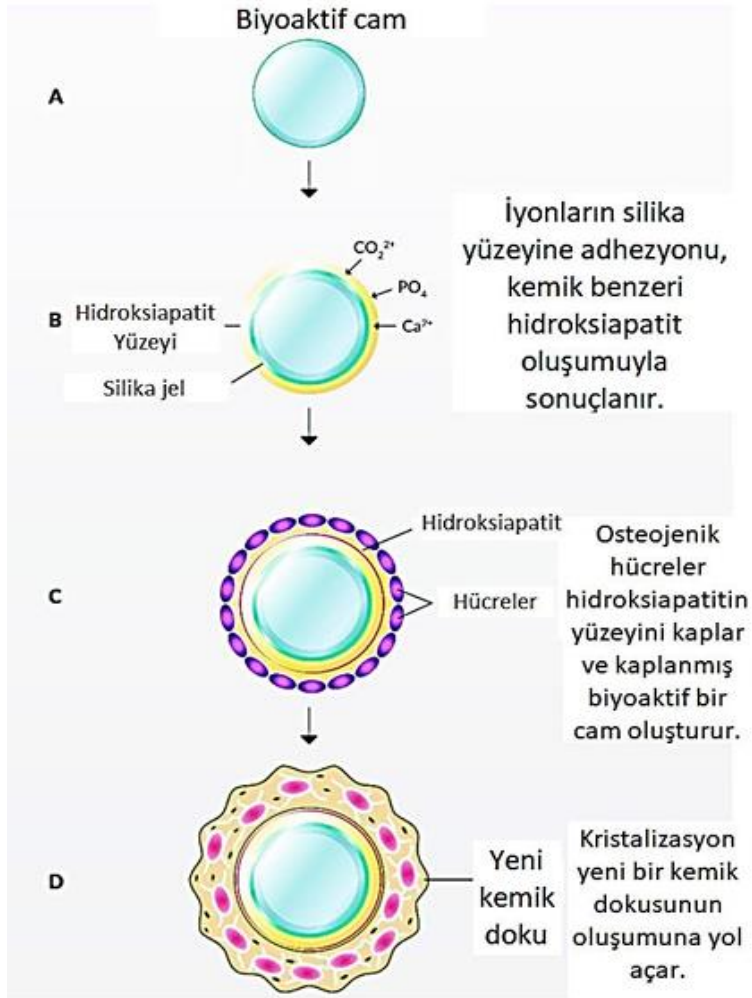 Biyoaktif cam
A
İyonların silika
yüzeyine adhezyonu,
kemik benzeri
hidroksiapatit
oluşumuyla
sonuçlanır.
CO₂²⁺
PO₄
Ca²⁺
B
Hidroksiapatit
Yüzeyi
Silika jel
C
Hidroksiapatit
Hücreler
Osteojenik
hücreler
hidroksiapatitin
yüzeyini kaplar
ve kaplanmış
biyoaktif bir
cam oluşturur.
D
Yeni
kemik
doku
Kristalizasyon
yeni bir kemik
dokusunun
oluşumuna yol
açar.